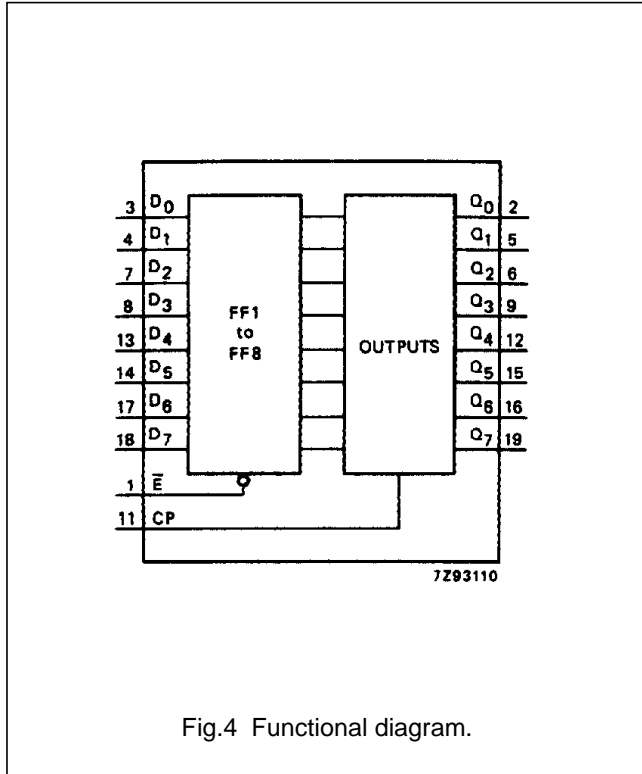 3 D0 Q0 2
4 D1 Q1 5
7 D2 Q2 6
8 D3 Q3 9
FF1
to
FF8
OUTPUTS
13 D4 Q4 12
14 D5 Q5 15
17 D6 Q6 16
18 D7 Q7 19
1 E̅
11 CP
7Z93110
Fig.4 Functional diagram.